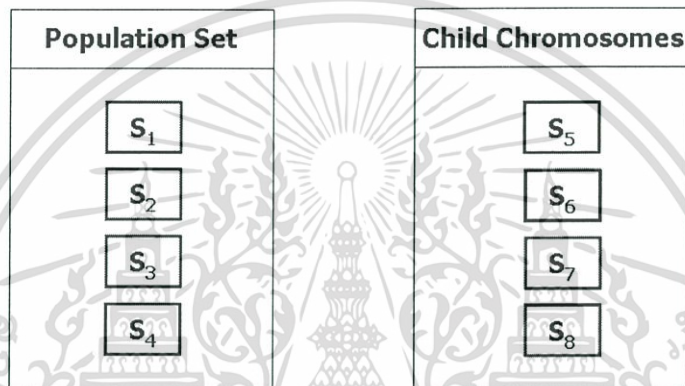 Population Set
S₁
S₂
S₃
S₄
Child Chromosomes
S₅
S₆
S₇
S₈